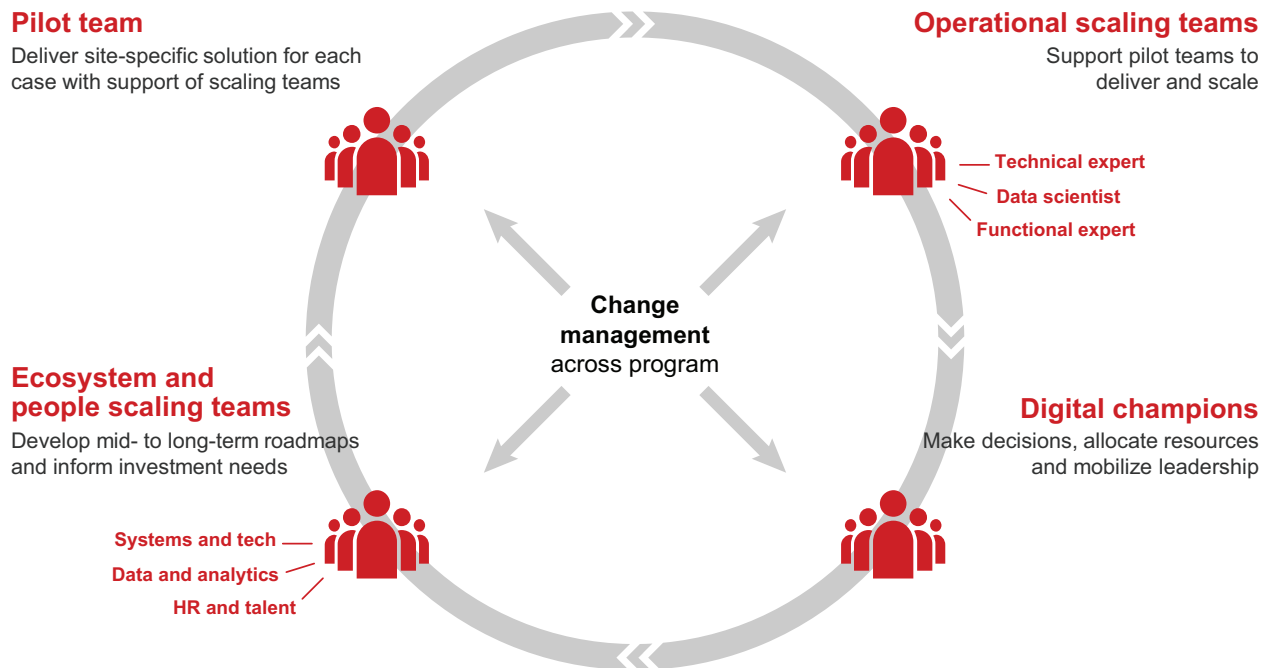 Pilot team
Deliver site-specific solution for each
case with support of scaling teams
Operational scaling teams
Support pilot teams to
deliver and scale
Technical expert
Data scientist
Functional expert
Change
management
across program
Ecosystem and
people scaling teams
Develop mid- to long-term roadmaps
and inform investment needs
Systems and tech
Data and analytics
HR and talent
Digital champions
Make decisions, allocate resources
and mobilize leadership